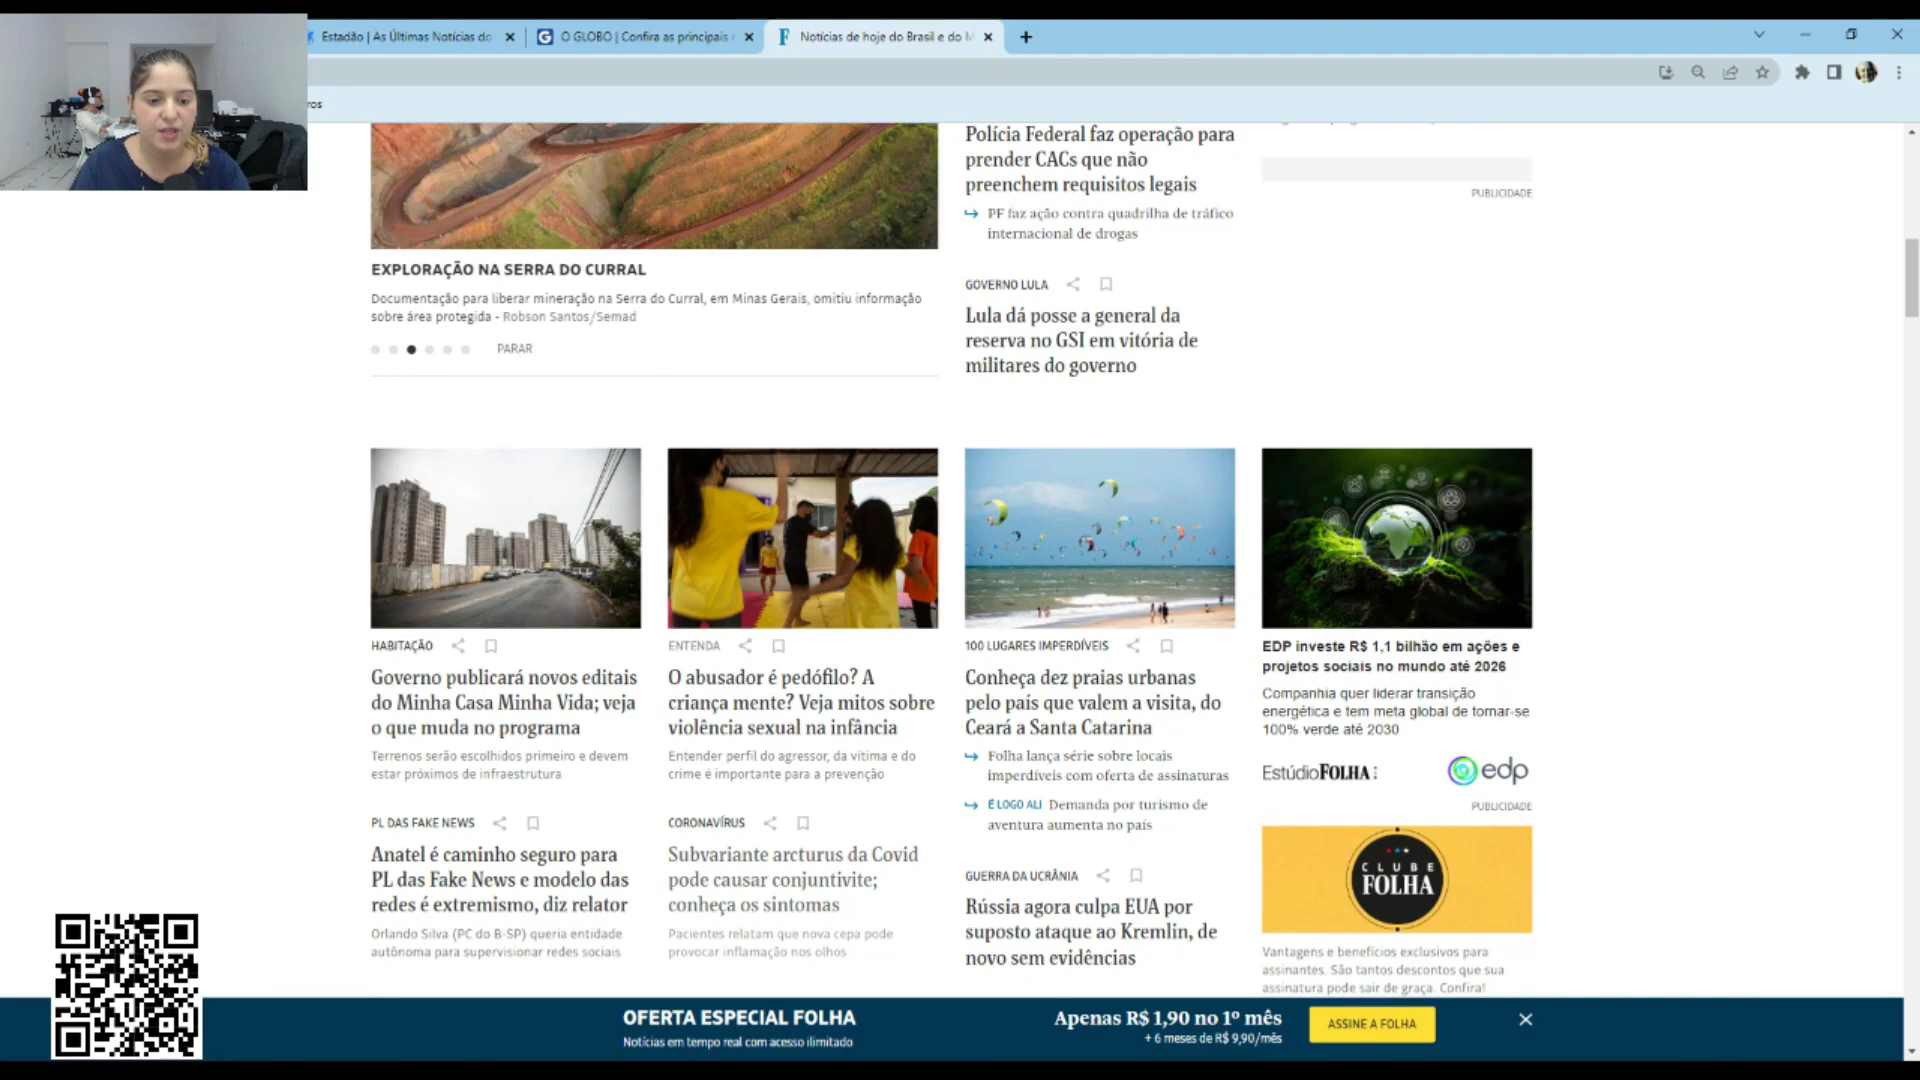 Estadão | As Últimas Notícias do
O GLOBO | Confira as principais
Notícias de hoje do Brasil e do M
ros
Polícia Federal faz operação para
prender CACs que não
preenchem requisitos legais
PF faz ação contra quadrilha de tráfico
internacional de drogas
PUBLICIDADE
EXPLORAÇÃO NA SERRA DO CURRAL
Documentação para liberar mineração na Serra do Curral, em Minas Gerais, omitiu informação
sobre área protegida - Robson Santos/Semad
PARAR
GOVERNO LULA
Lula dá posse a general da
reserva no GSI em vitória de
militares do governo
HABITAÇÃO
Governo publicará novos editais
do Minha Casa Minha Vida; veja
o que muda no programa
Terrenos serão escolhidos primeiro e devem
estar próximos de infraestrutura
PL DAS FAKE NEWS
Anatel é caminho seguro para
PL das Fake News e modelo das
redes é extremismo, diz relator
Orlando Silva (PC do B-SP) queria entidade
autônoma para supervisionar redes sociais
ENTENDA
O abusador é pedófilo? A
criança mente? Veja mitos sobre
violência sexual na infância
Entender perfil do agressor, da vítima e do
crime é importante para a prevenção
CORONAVÍRUS
Subvariante arcturus da Covid
pode causar conjuntivite;
conheça os sintomas
Pacientes relatam que nova cepa pode
provocar inflamação nos olhos
100 LUGARES IMPERDÍVEIS
Conheça dez praias urbanas
pelo país que valem a visita, do
Ceará a Santa Catarina
Folha lança série sobre locais
imperdíveis com oferta de assinaturas
É LOGO ALI Demanda por turismo de
aventura aumenta no país
GUERRA DA UCRÂNIA
Rússia agora culpa EUA por
suposto ataque ao Kremlin, de
novo sem evidências
EDP investe R$ 1,1 bilhão em ações e
projetos sociais no mundo até 2026
Companhia quer liderar transição
energética e tem meta global de tornar-se
100% verde até 2030
EstúdioFOLHA:
edp
PUBLICIDADE
CLUBE
FOLHA
Vantagens e benefícios exclusivos para
assinantes. São tantos descontos que sua
assinatura pode sair de graça. Confira!
OFERTA ESPECIAL FOLHA
Notícias em tempo real com acesso ilimitado
Apenas R$ 1,90 no 1º mês
+ 6 meses de R$ 9,90/mês
ASSINE A FOLHA